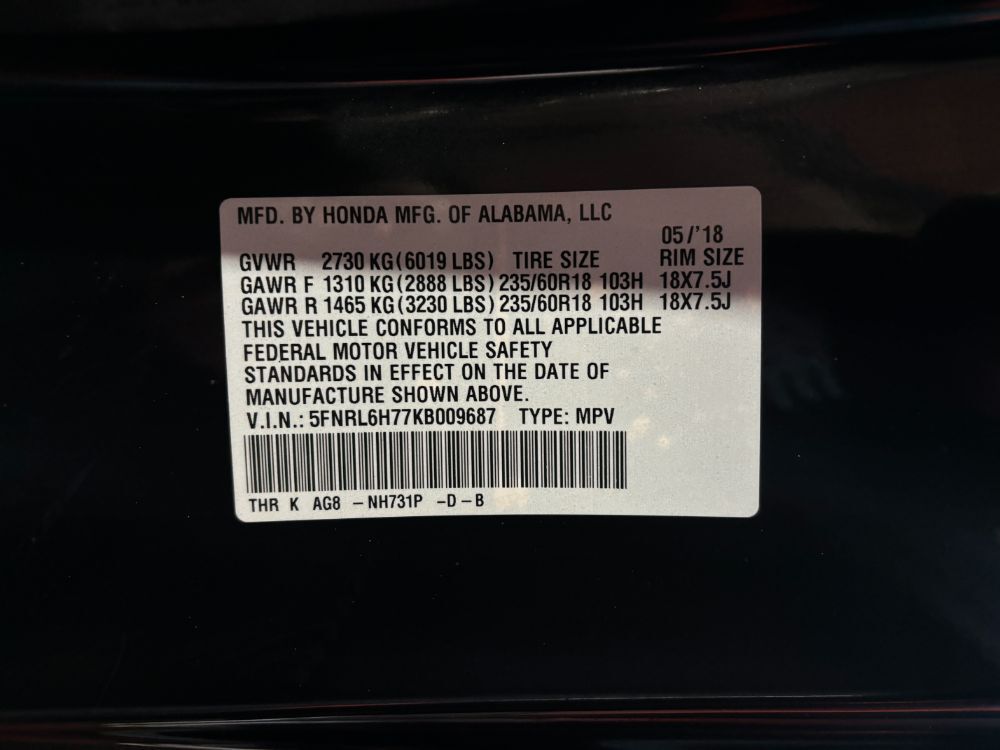 MFD. BY HONDA MFG. OF ALABAMA, LLC
05/'18
GVWR 2730 KG(6019 LBS) TIRE SIZE RIM SIZE
GAWR F 1310 KG(2888 LBS) 235/60R18 103H 18X7.5J
GAWR R 1465 KG(3230 LBS) 235/60R18 103H 18X7.5J
THIS VEHICLE CONFORMS TO ALL APPLICABLE
FEDERAL MOTOR VEHICLE SAFETY
STANDARDS IN EFFECT ON THE DATE OF
MANUFACTURE SHOWN ABOVE.
V.I.N.: 5FNRL6H77KB009687 TYPE: MPV
THR K AG8 -NH731P -D-B